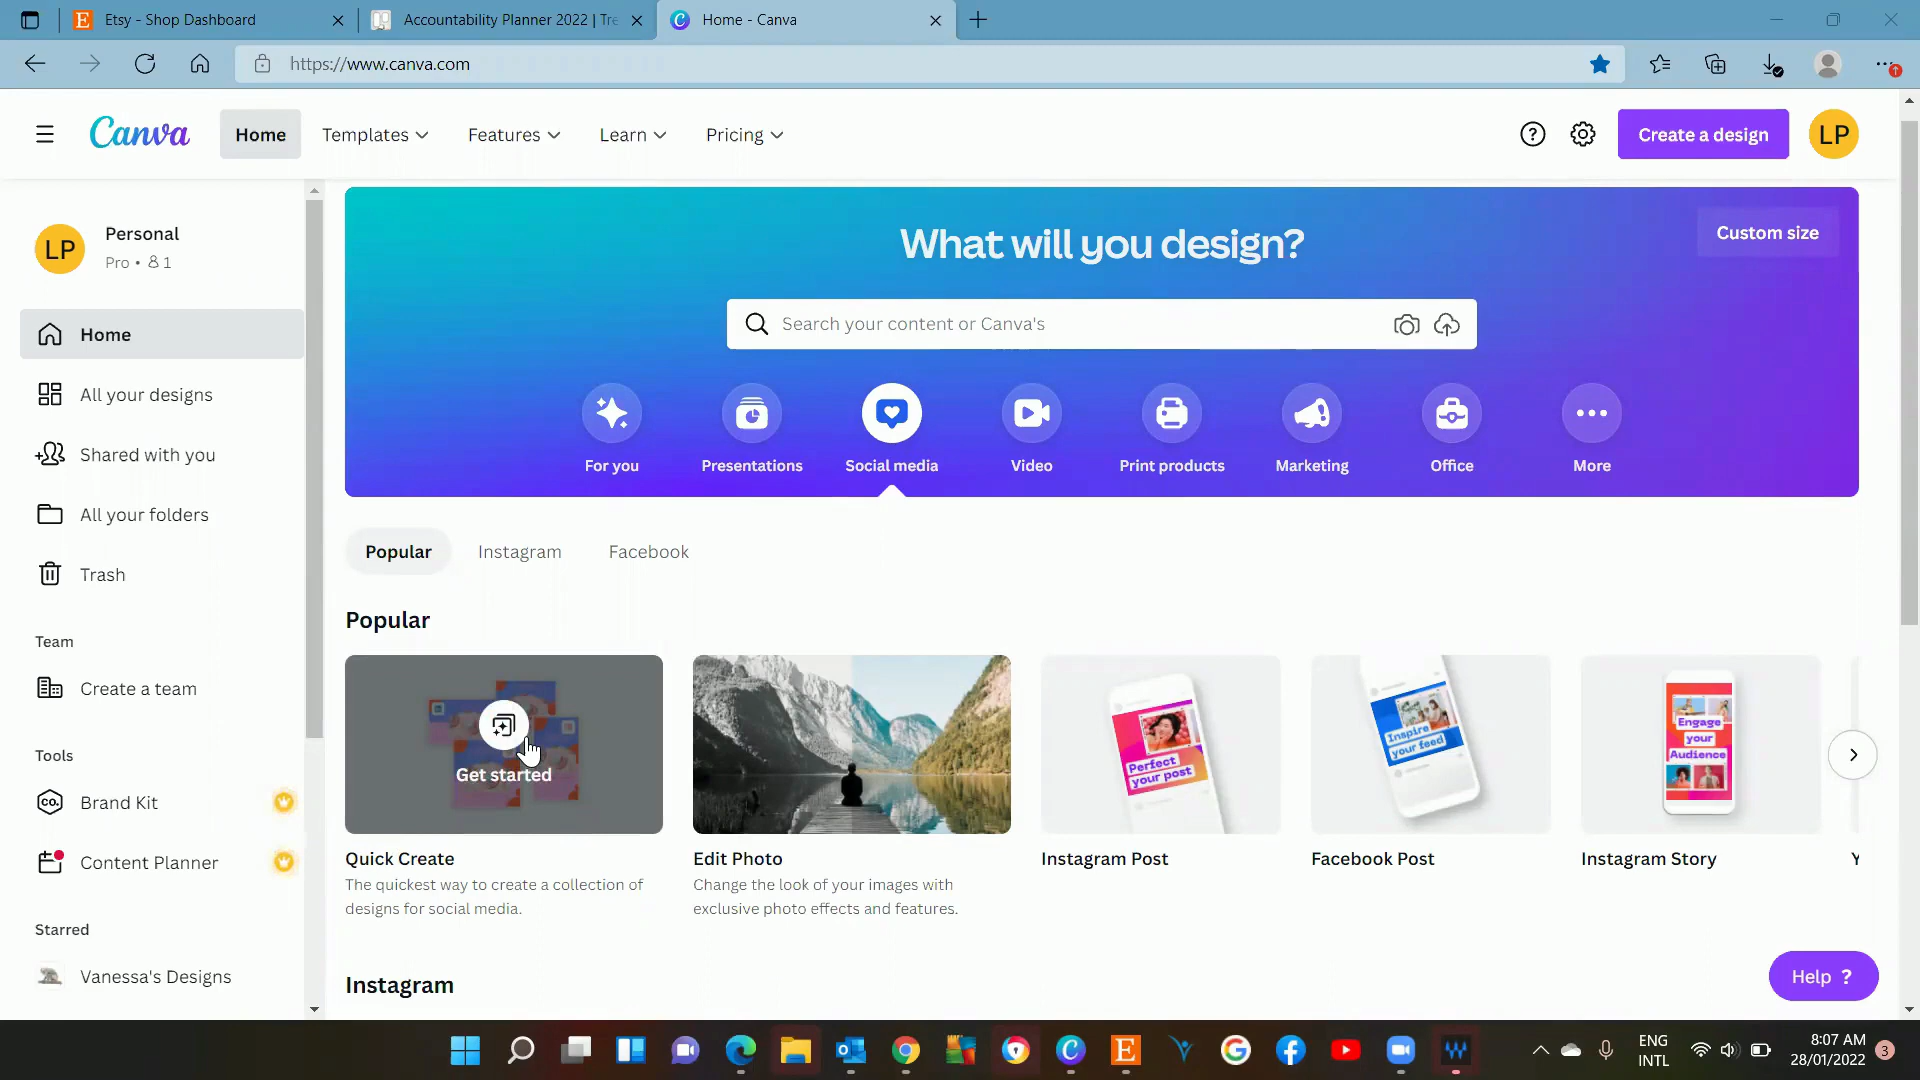 Etsy - Shop Dashboard
Accountability Planner 2022 | Tre
Home - Canva
https://www.canva.com
Canva
Home
Templates
Features
Learn
Pricing
Create a design
LP
LP
Personal
Pro • 1
Home
All your designs
Shared with you
All your folders
Trash
Team
Create a team
Tools
CO.
Brand Kit
Content Planner
Starred
Vanessa's Designs
What will you design?
Custom size
Search your content or Canva's
For you
Presentations
Social media
Video
Print products
Marketing
Office
More
Popular
Instagram
Facebook
Popular
Get started
Perfect
your post
Inspire
your feed
Engage
your
Audience
Quick Create
The quickest way to create a collection of
designs for social media.
Edit Photo
Change the look of your images with
exclusive photo effects and features.
Instagram Post
Facebook Post
Instagram Story
Instagram
Help ?
ENG
INTL
8:07 AM
28/01/2022
3